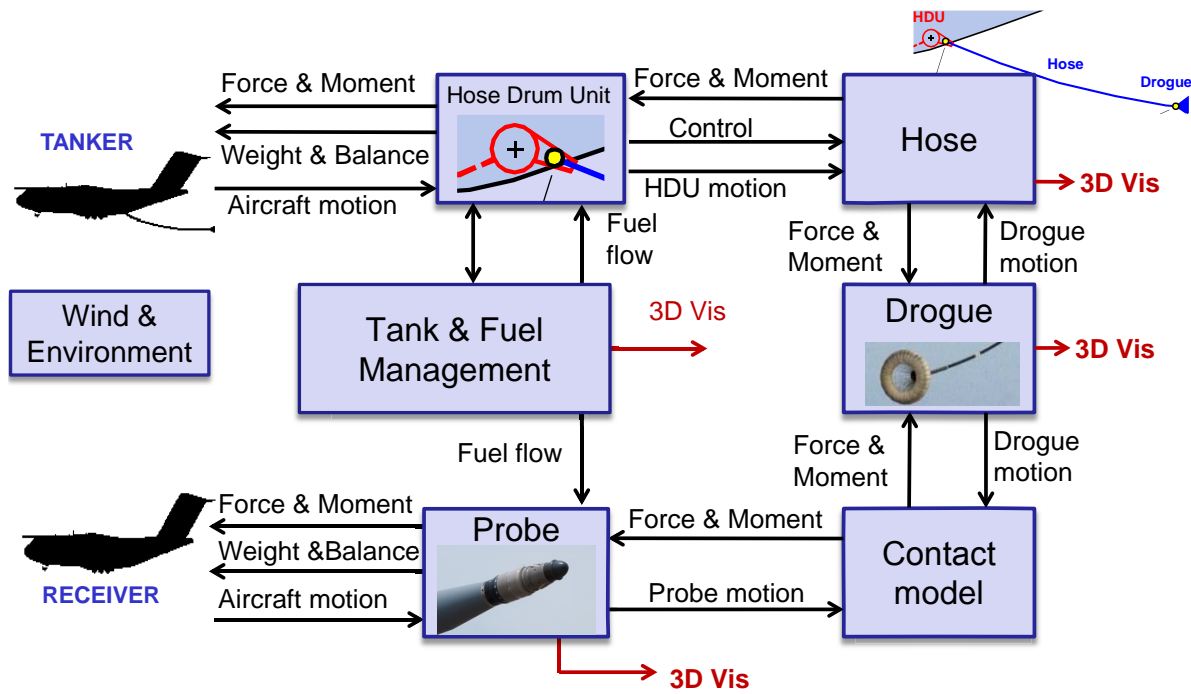 HDU
Hose
Drogue
Force & Moment
Hose Drum Unit
Force & Moment
Hose
TANKER
Weight & Balance
Control
Aircraft motion
HDU motion
3D Vis
Fuel
flow
Force &
Moment
Drogue
motion
Wind &
Environment
Tank & Fuel
Management
3D Vis
Drogue
3D Vis
Fuel flow
Force &
Moment
Drogue
motion
Force & Moment
Probe
Force & Moment
Contact
model
Weight &Balance
RECEIVER
Aircraft motion
Probe motion
3D Vis